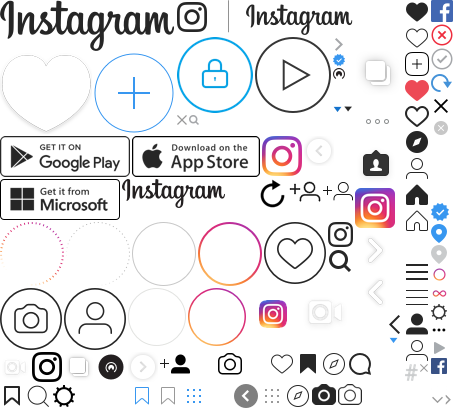 Instagram
Instagram
GET IT ON
Google Play
Download on the
App Store
Get it from
Microsoft
Instagram